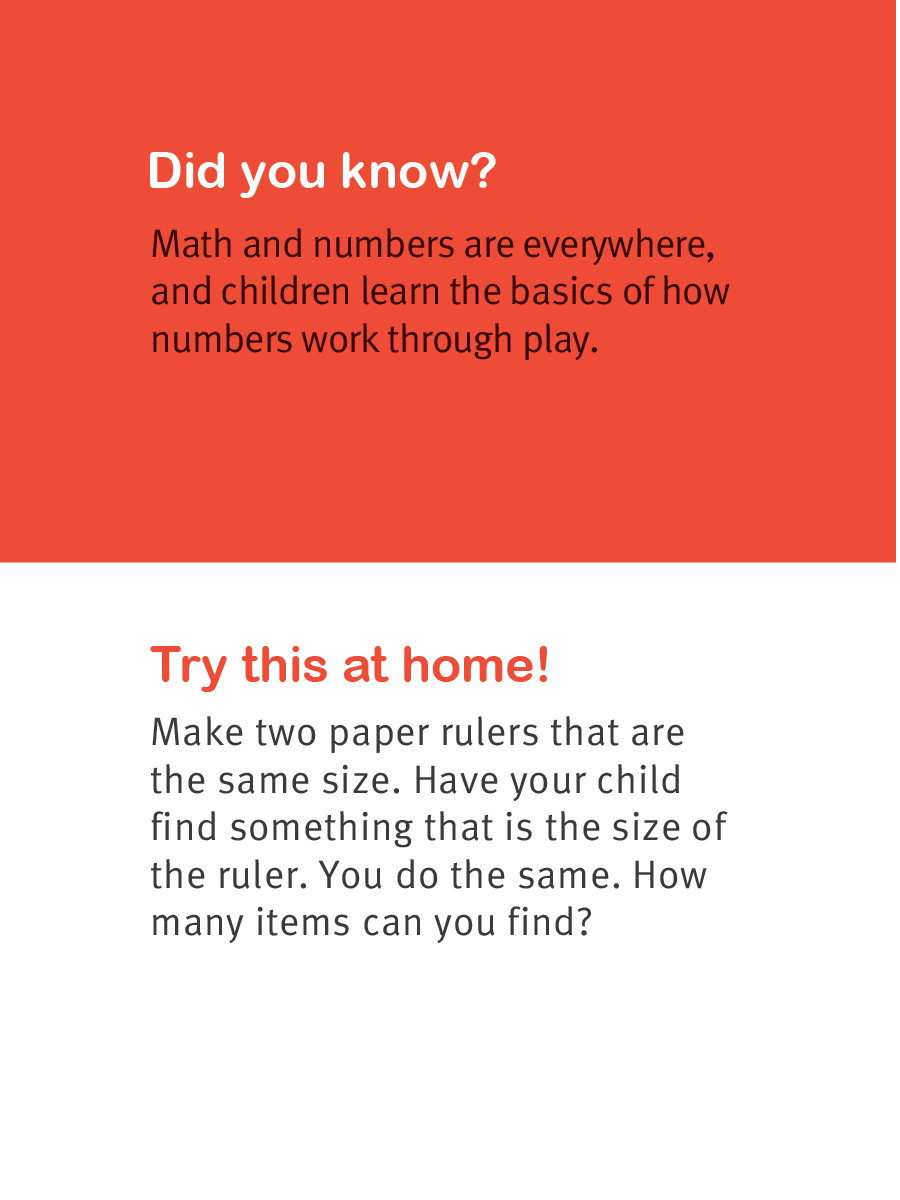 Did you know?
Math and numbers are everywhere,
and children learn the basics of how
numbers work through play.
Try this at home!
Make two paper rulers that are
the same size. Have your child
find something that is the size of
the ruler. You do the same. How
many items can you find?